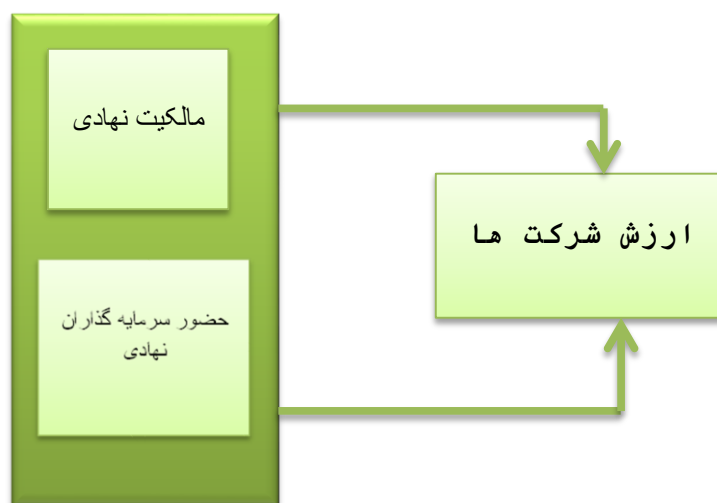 مالکیت نهادی
ارزش شرکت ها
حضور سرمایه گذاران
نهادی